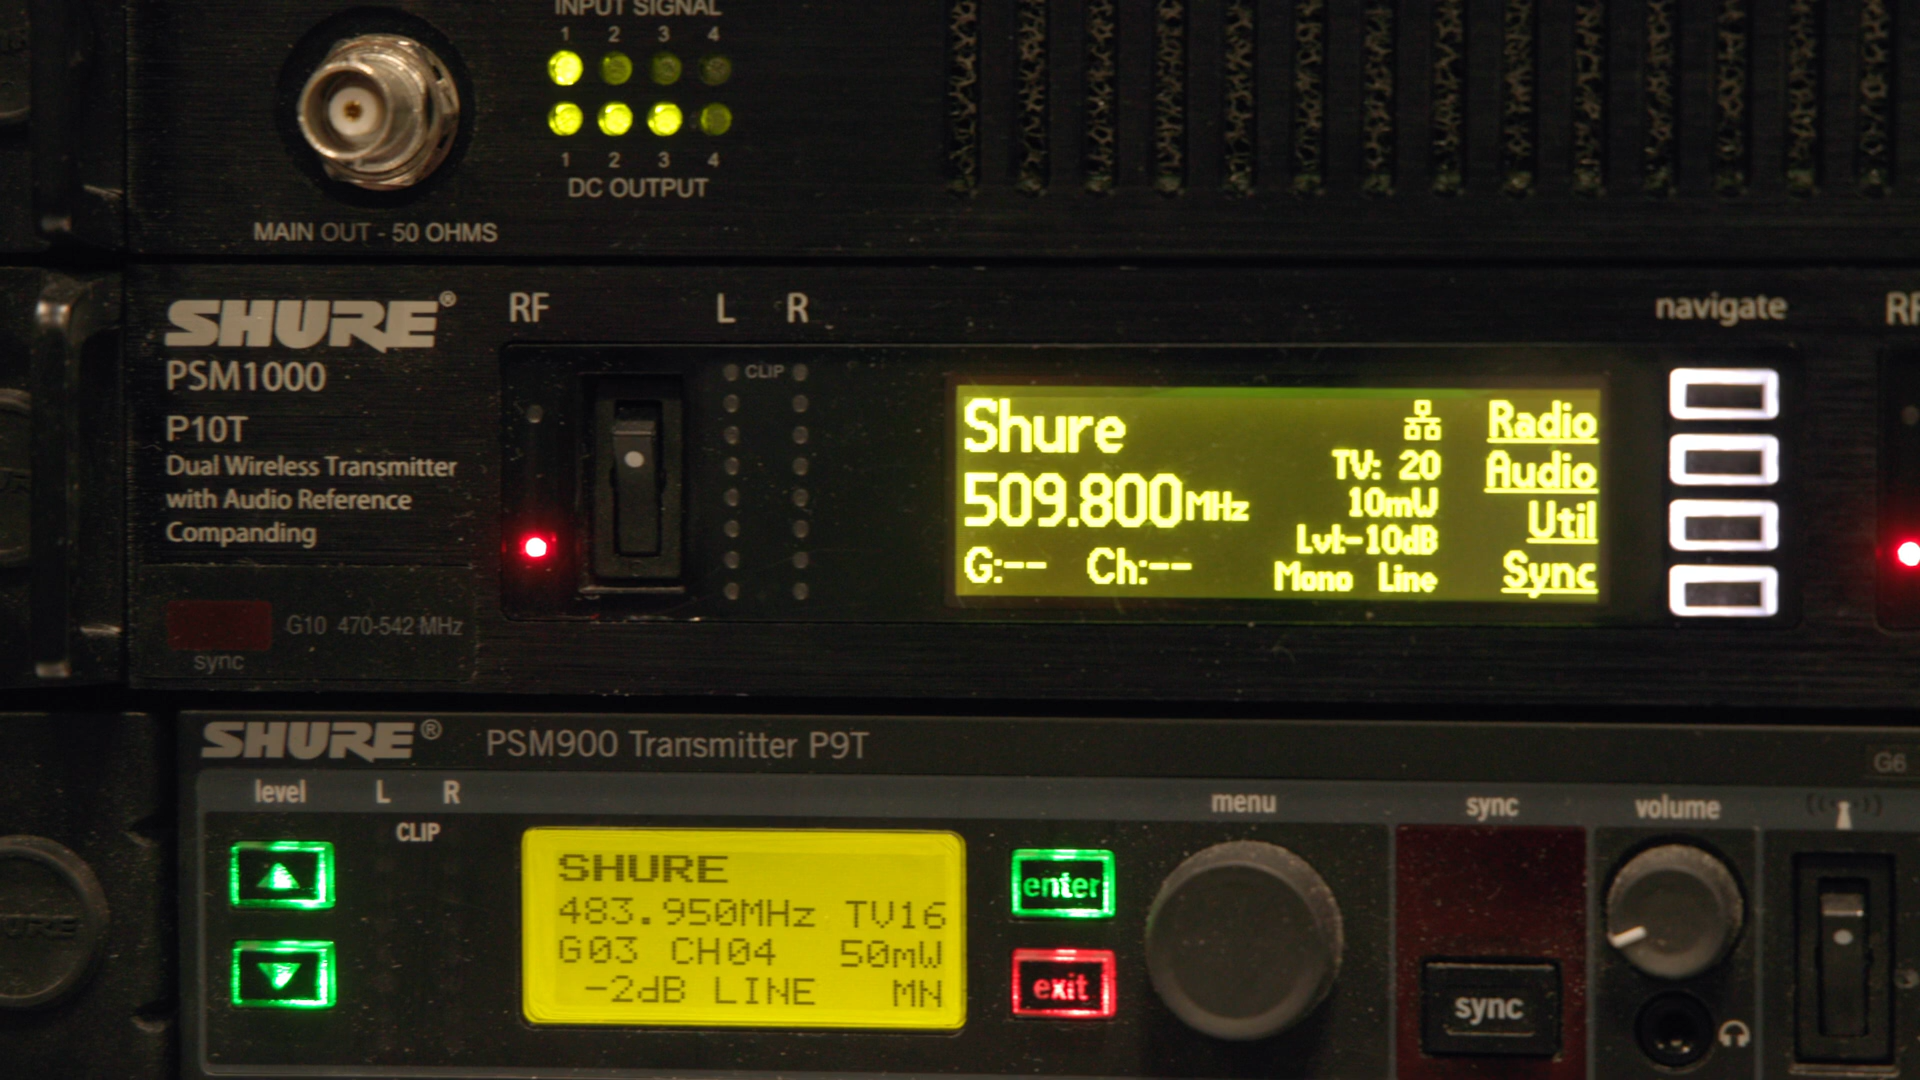 INPUT SIGNAL
1 2 3 4
1 2 3 4
DC OUTPUT
MAIN OUT - 50 OHMS
SHURE®
PSM1000
P10T
Dual Wireless Transmitter
with Audio Reference
Companding
G10 470-542 MHz
sync
RF L R
CLIP
Shure
509.800MHz
G:-- Ch:--
TV: 20
10mW
Lvl:-10dB
Mono Line
Radio
Audio
Util
Sync
navigate
RF
SHURE® PSM900 Transmitter P9T
G6
level L R
CLIP
SHURE
483.950MHz TV16
G03 CH04 50mW
-2dB LINE MN
enter
exit
menu
sync
sync
volume